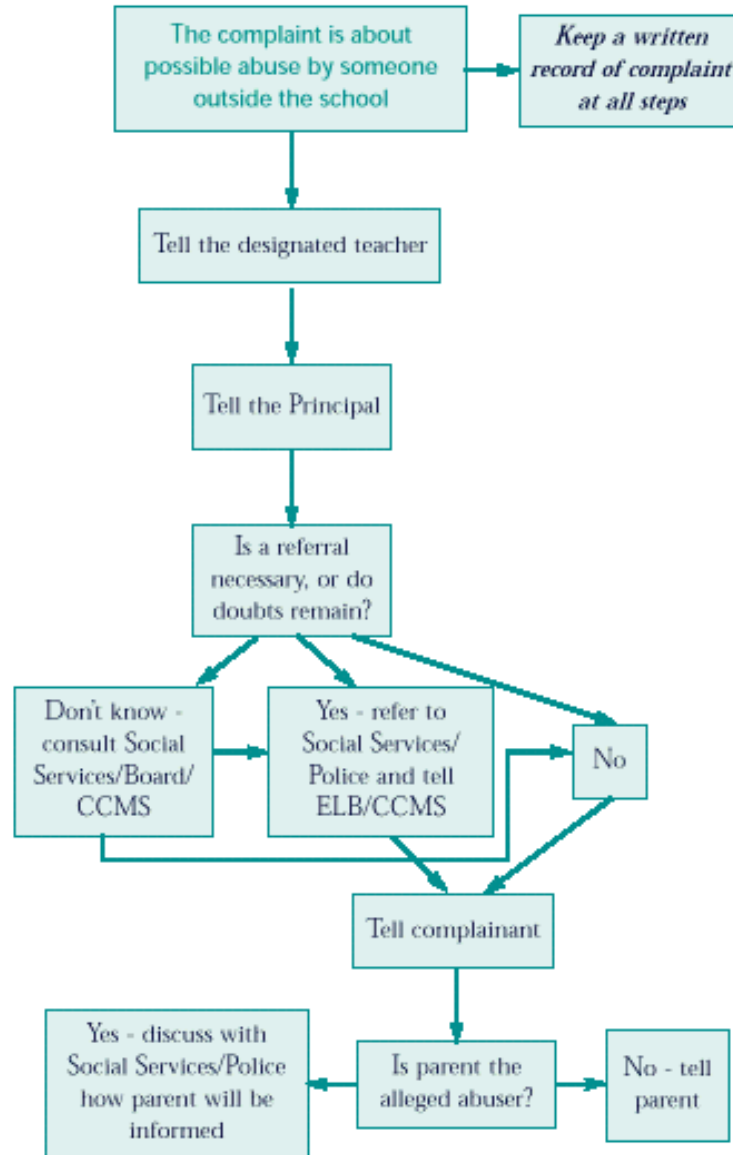 The complaint is about
possible abuse by someone
outside the school
Keep a written
record of complaint
at all steps
Tell the designated teacher
Tell the Principal
Is a referral
necessary, or do
doubts remain?
Don't know -
consult Social
Services/Board/
CCMS
Yes - refer to
Social Services/
Police and tell
ELB/CCMS
No
Tell complainant
Yes - discuss with
Social Services/Police
how parent will be
informed
Is parent the
alleged abuser?
No - tell
parent